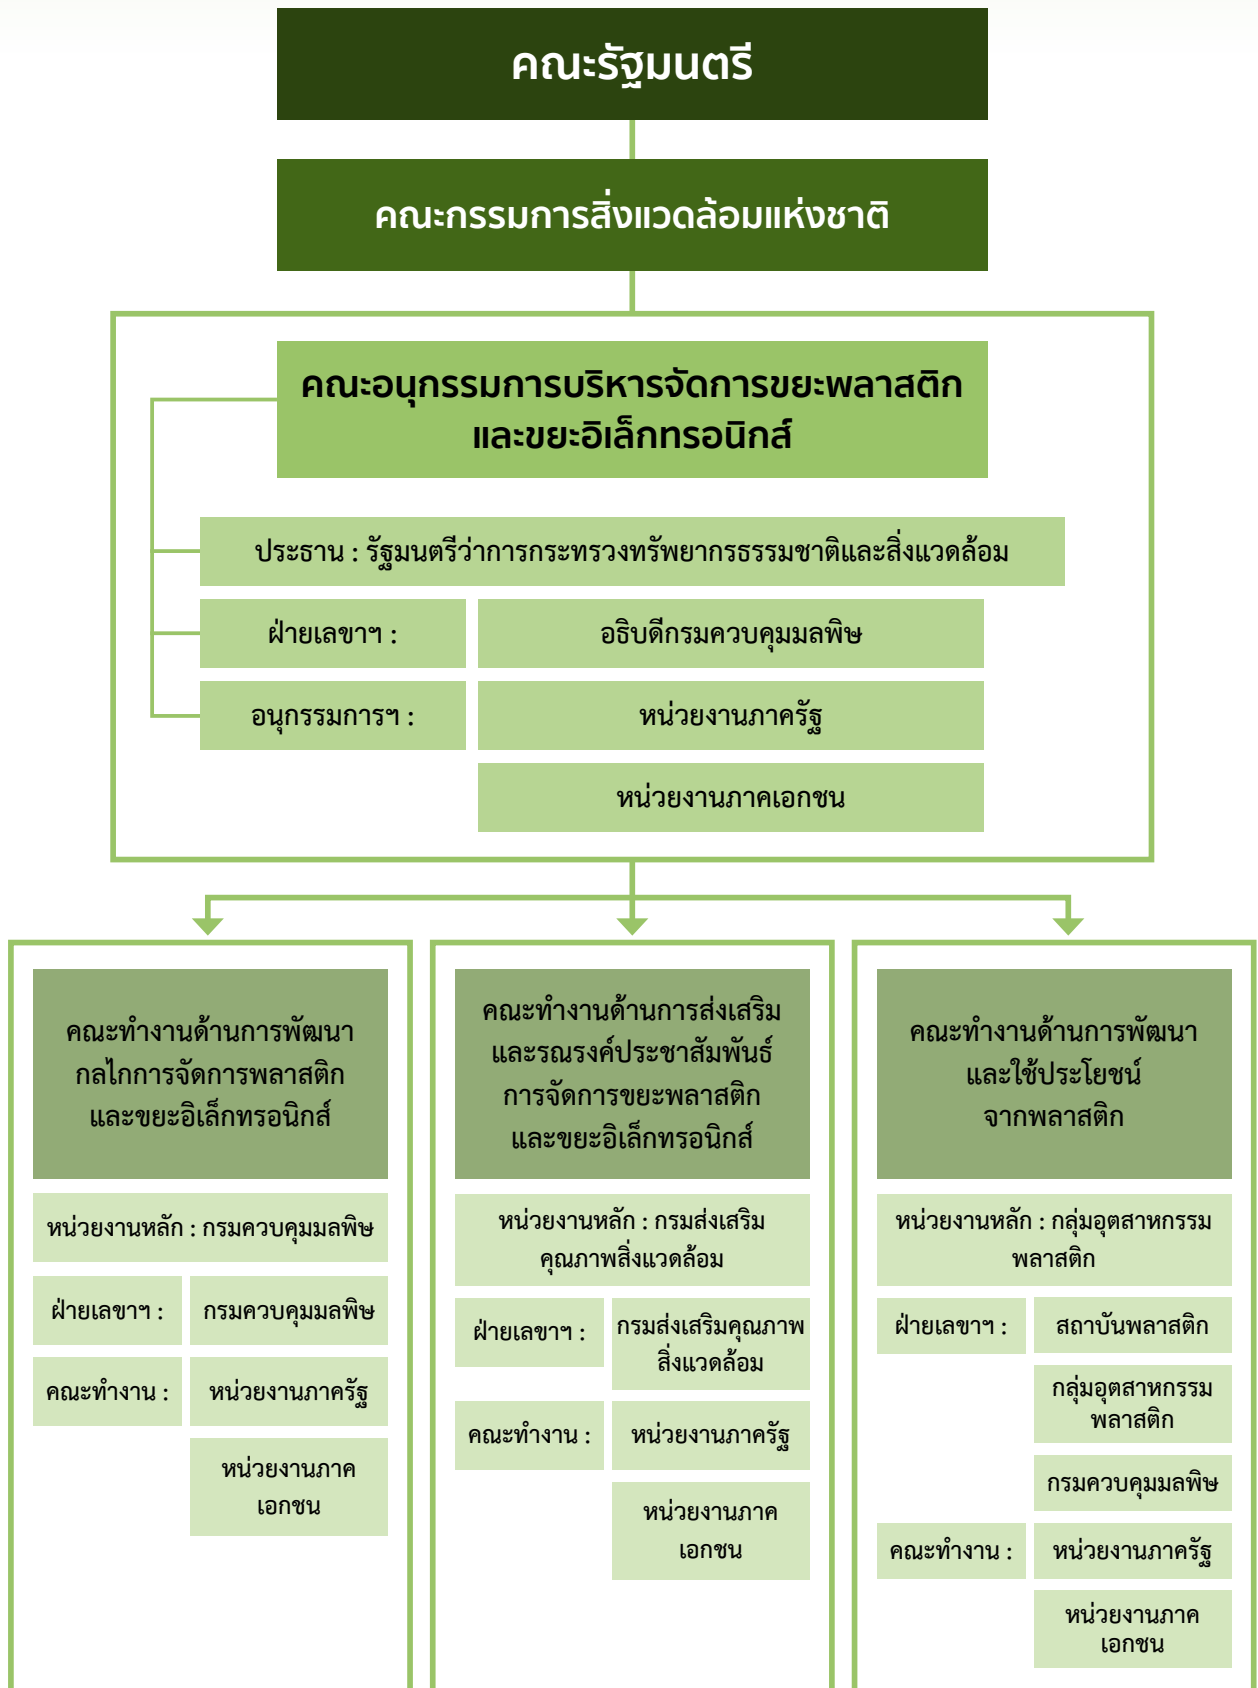 คณะรัฐมนตรี
คณะกรรมการสิ่งแวดล้อมแห่งชาติ
คณะอนุกรรมการบริหารจัดการขยะพลาสติก
และขยะอิเล็กทรอนิกส์
ประธาน : รัฐมนตรีว่าการกระทรวงทรัพยากรธรรมชาติและสิ่งแวดล้อม
ฝ่ายเลขาฯ :
อธิบดีกรมควบคุมมลพิษ
อนุกรรมการฯ :
หน่วยงานภาครัฐ
หน่วยงานภาคเอกชน
คณะทำงานด้านการพัฒนา
กลไกการจัดการพลาสติก
และขยะอิเล็กทรอนิกส์
หน่วยงานหลัก : กรมควบคุมมลพิษ
ฝ่ายเลขาฯ :
กรมควบคุมมลพิษ
คณะทำงาน :
หน่วยงานภาครัฐ
หน่วยงานภาค
เอกชน
คณะทำงานด้านการส่งเสริม
และรณรงค์ประชาสัมพันธ์
การจัดการขยะพลาสติก
และขยะอิเล็กทรอนิกส์
หน่วยงานหลัก : กรมส่งเสริม
คุณภาพสิ่งแวดล้อม
ฝ่ายเลขาฯ :
กรมส่งเสริมคุณภาพ
สิ่งแวดล้อม
คณะทำงาน :
หน่วยงานภาครัฐ
หน่วยงานภาค
เอกชน
คณะทำงานด้านการพัฒนา
และใช้ประโยชน์
จากพลาสติก
หน่วยงานหลัก : กลุ่มอุตสาหกรรม
พลาสติก
ฝ่ายเลขาฯ :
สถาบันพลาสติก
กลุ่มอุตสาหกรรม
พลาสติก
กรมควบคุมมลพิษ
คณะทำงาน :
หน่วยงานภาครัฐ
หน่วยงานภาค
เอกชน